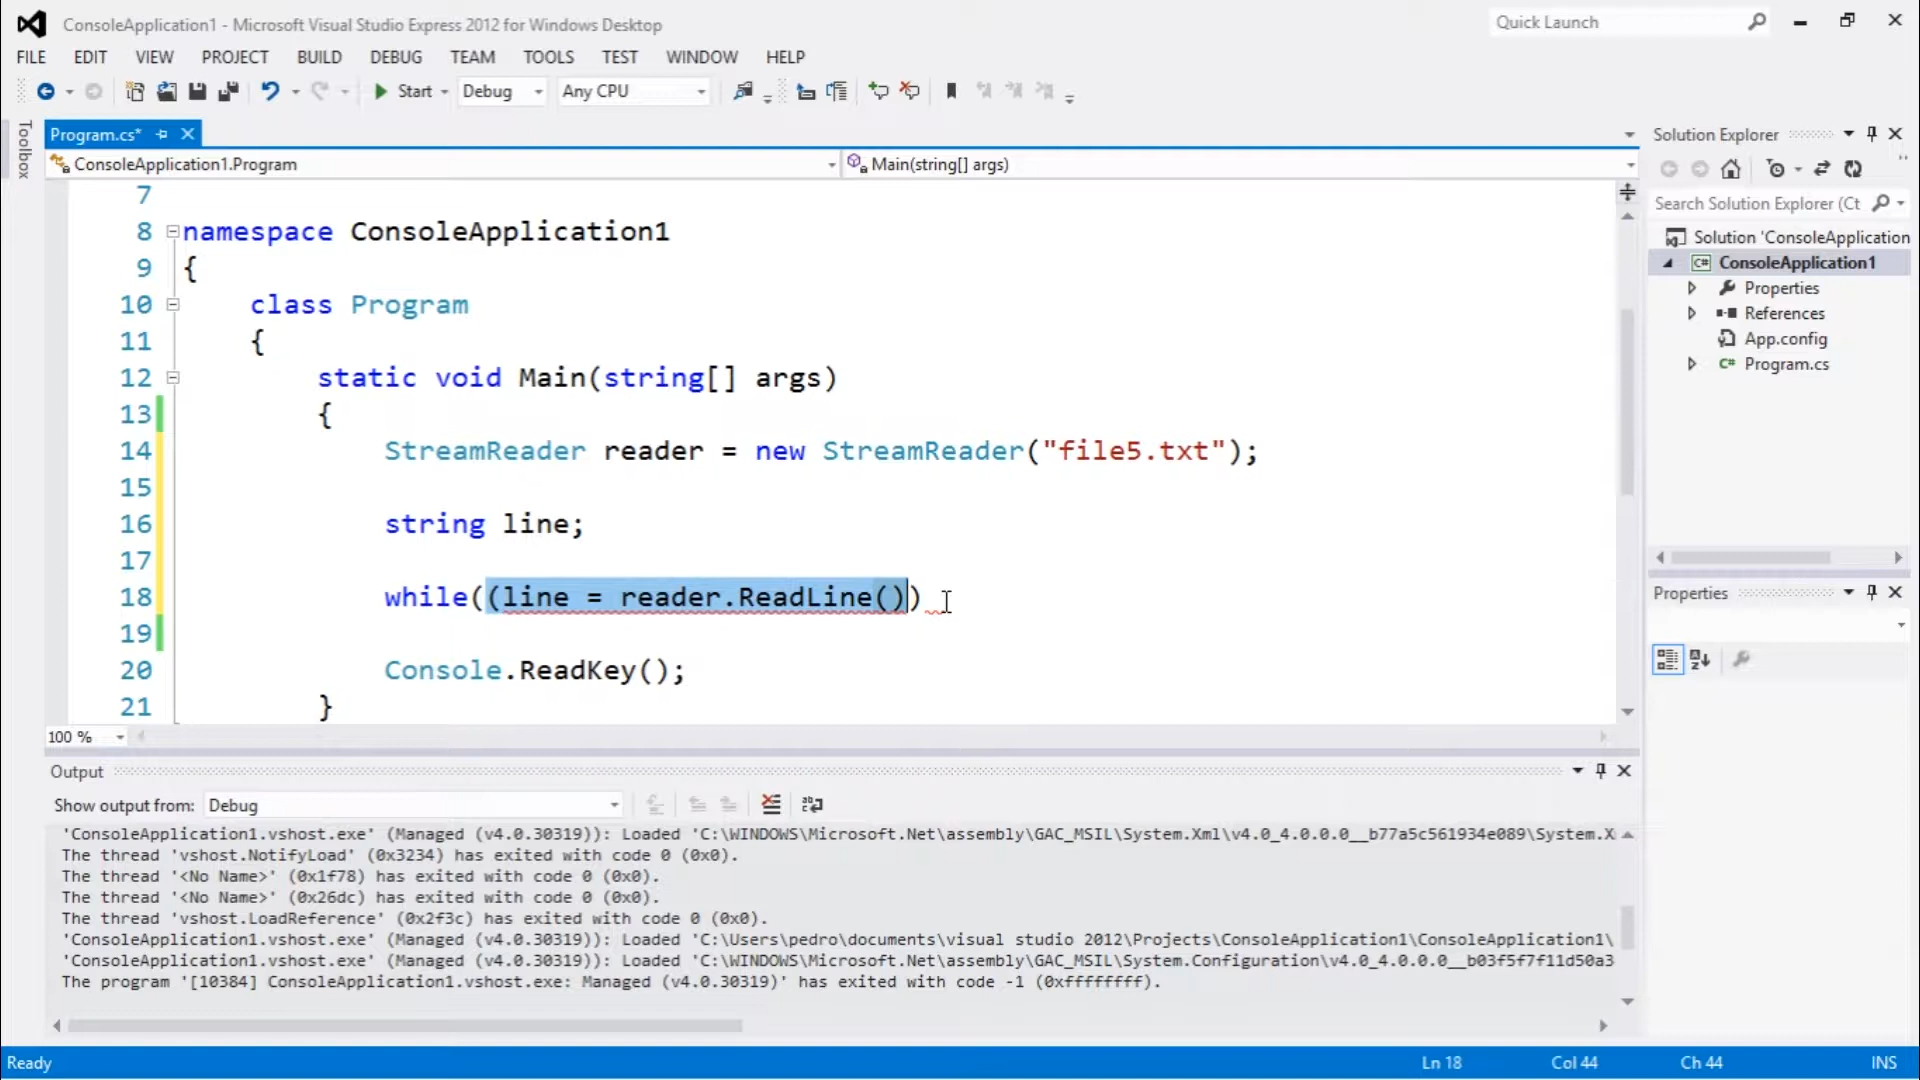 ConsoleApplication1 - Microsoft Visual Studio Express 2012 for Windows Desktop
Quick Launch
FILE EDIT VIEW PROJECT BUILD DEBUG TEAM TOOLS TEST WINDOW HELP
Start Debug Any CPU
Toolbox
Program.cs*
ConsoleApplication1.Program
Main(string[] args)
7
8 namespace ConsoleApplication1
9 {
10 class Program
11 {
12 static void Main(string[] args)
13 {
14 StreamReader reader = new StreamReader("file5.txt");
15
16 string line;
17
18 while((line = reader.ReadLine())
19
20 Console.ReadKey();
21 }
100 %
Solution Explorer
Search Solution Explorer (Ct
Solution 'ConsoleApplication
ConsoleApplication1
Properties
References
App.config
Program.cs
Properties
Output
Show output from: Debug
'ConsoleApplication1.vshost.exe' (Managed (v4.0.30319)): Loaded 'C:\WINDOWS\Microsoft.Net\assembly\GAC_MSIL\System.Xml\v4.0_4.0.0.0__b77a5c561934e089\System.X
The thread 'vshost.NotifyLoad' (0x3234) has exited with code 0 (0x0).
The thread '<No Name>' (0x1f78) has exited with code 0 (0x0).
The thread '<No Name>' (0x26dc) has exited with code 0 (0x0).
The thread 'vshost.LoadReference' (0x2f3c) has exited with code 0 (0x0).
'ConsoleApplication1.vshost.exe' (Managed (v4.0.30319)): Loaded 'C:\Users\pedro\documents\visual studio 2012\Projects\ConsoleApplication1\ConsoleApplication1\
'ConsoleApplication1.vshost.exe' (Managed (v4.0.30319)): Loaded 'C:\WINDOWS\Microsoft.Net\assembly\GAC_MSIL\System.Configuration\v4.0_4.0.0.0__b03f5f7f11d50a3
The program '[10384] ConsoleApplication1.vshost.exe: Managed (v4.0.30319)' has exited with code -1 (0xffffffff).
Ready
Ln 18 Col 44 Ch 44 INS